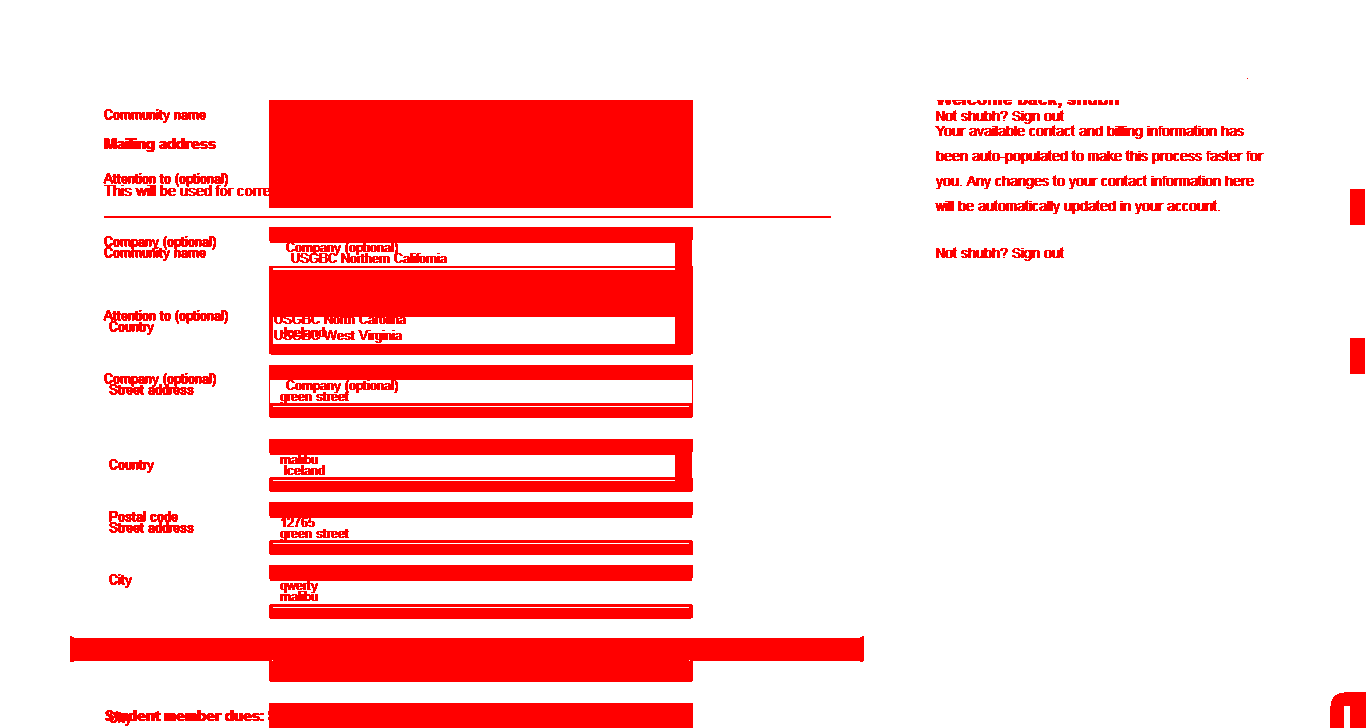 Community name
Mailing address
Attention to (optional)
This will be used for corre
Company (optional)
Community name
Company (optional)
USGBC Northern California
Attention to (optional)
Country
USGBC North Carolina
Iceland
USGBC West Virginia
Company (optional)
Street address
Company (optional)
green street
Country
malibu
Iceland
Postal code
Street address
12765
green street
City
qwerty
malibu
Student member dues:
City
Welcome back, shubh
Not shubh? Sign out
Your available contact and billing information has
been auto-populated to make this process faster for
you. Any changes to your contact information here
will be automatically updated in your account.
Not shubh? Sign out